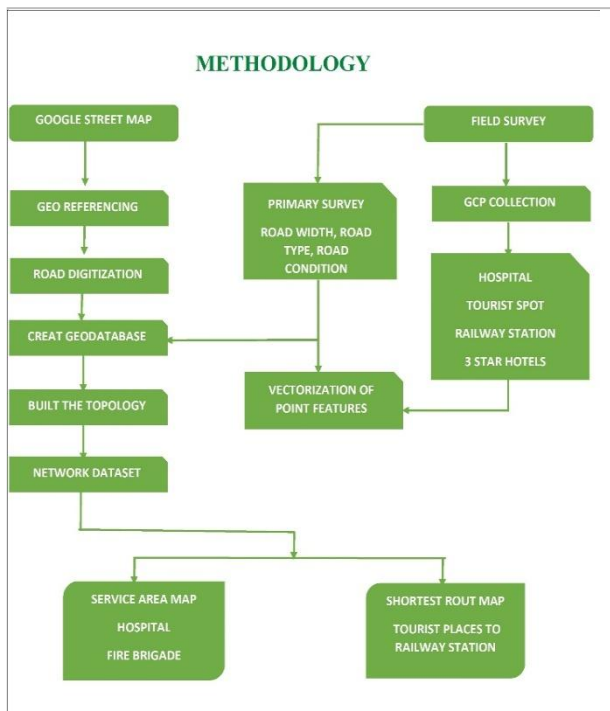 METHODOLOGY
GOOGLE STREET MAP
FIELD SURVEY
GEO REFERENCING
PRIMARY SURVEY
ROAD WIDTH, ROAD
TYPE, ROAD
CONDITION
GCP COLLECTION
ROAD DIGITIZATION
HOSPITAL
TOURIST SPOT
RAILWAY STATION
3 STAR HOTELS
CREAT GEODATABASE
BUILT THE TOPOLOGY
VECTORIZATION OF
POINT FEATURES
NETWORK DATASET
SERVICE AREA MAP
HOSPITAL
FIRE BRIGADE
SHORTEST ROUT MAP
TOURIST PLACES TO
RAILWAY STATION